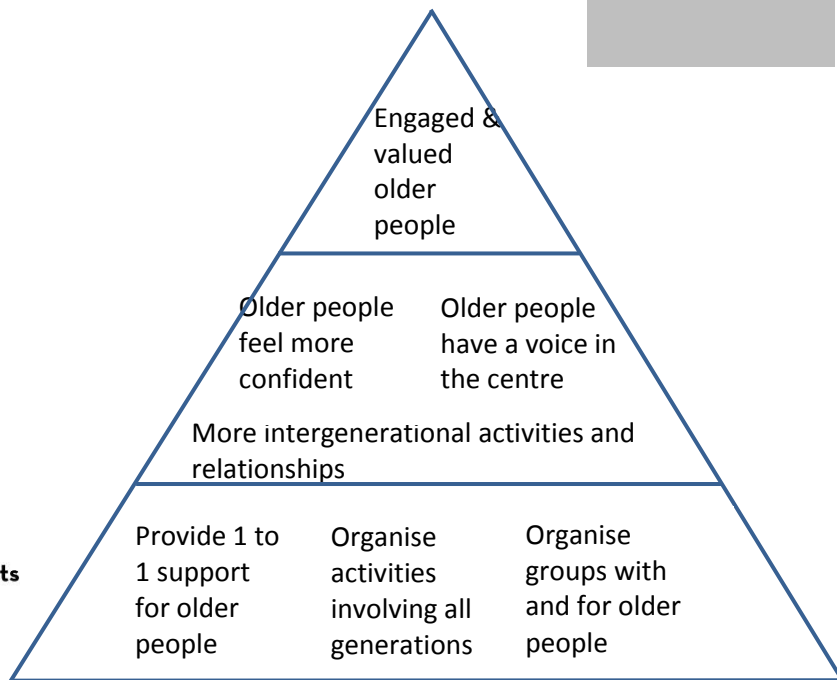 Engaged &
valued
older
people
Older people
feel more
confident
Older people
have a voice in
the centre
More intergenerational activities and
relationships
Provide 1 to
1 support
for older
people
Organise
activities
involving all
generations
Organise
groups with
and for older
people